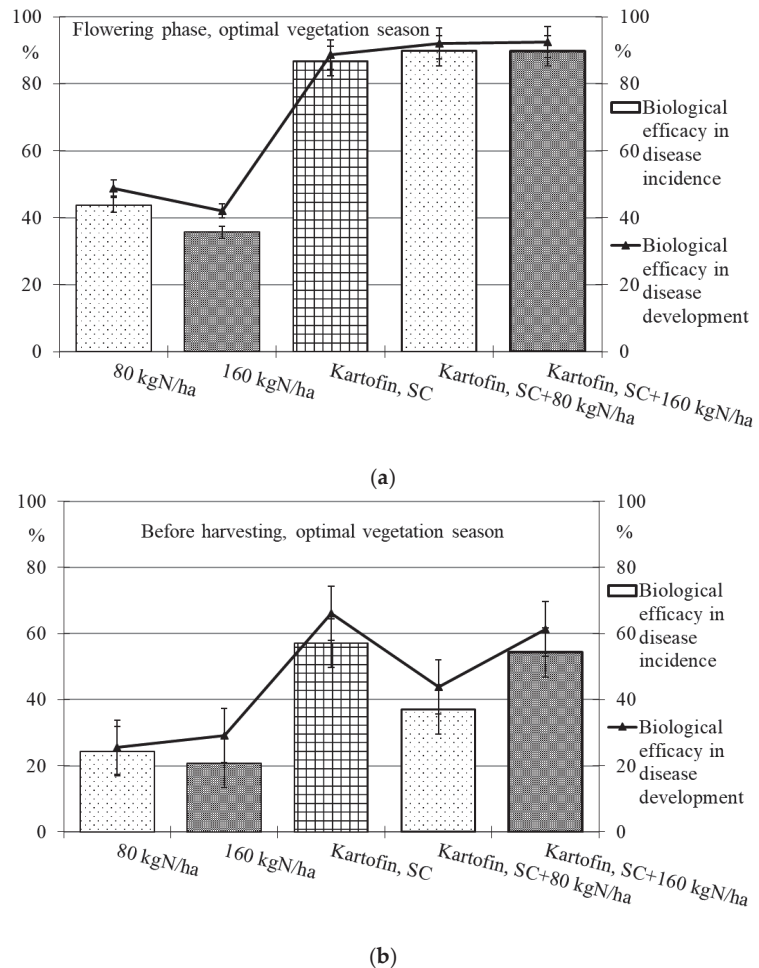 Flowering phase, optimal vegetation season
100
%
80
60
40
20
0
100
%
80
60
40
20
0
Biological
efficacy in
disease
incidence
Biological
efficacy in
disease
development
80 kgN/ha
160 kgN/ha
Kartofin, SC
Kartofin, SC+80 kgN/ha
Kartofin, SC+160 kgN/ha
(a)
Before harvesting, optimal vegetation season
100
%
80
60
40
20
0
100
%
80
60
40
20
0
Biological
efficacy in
disease
incidence
Biological
efficacy in
disease
development
80 kgN/ha
160 kgN/ha
Kartofin, SC
Kartofin, SC+80 kgN/ha
Kartofin, SC+160 kgN/ha
(b)